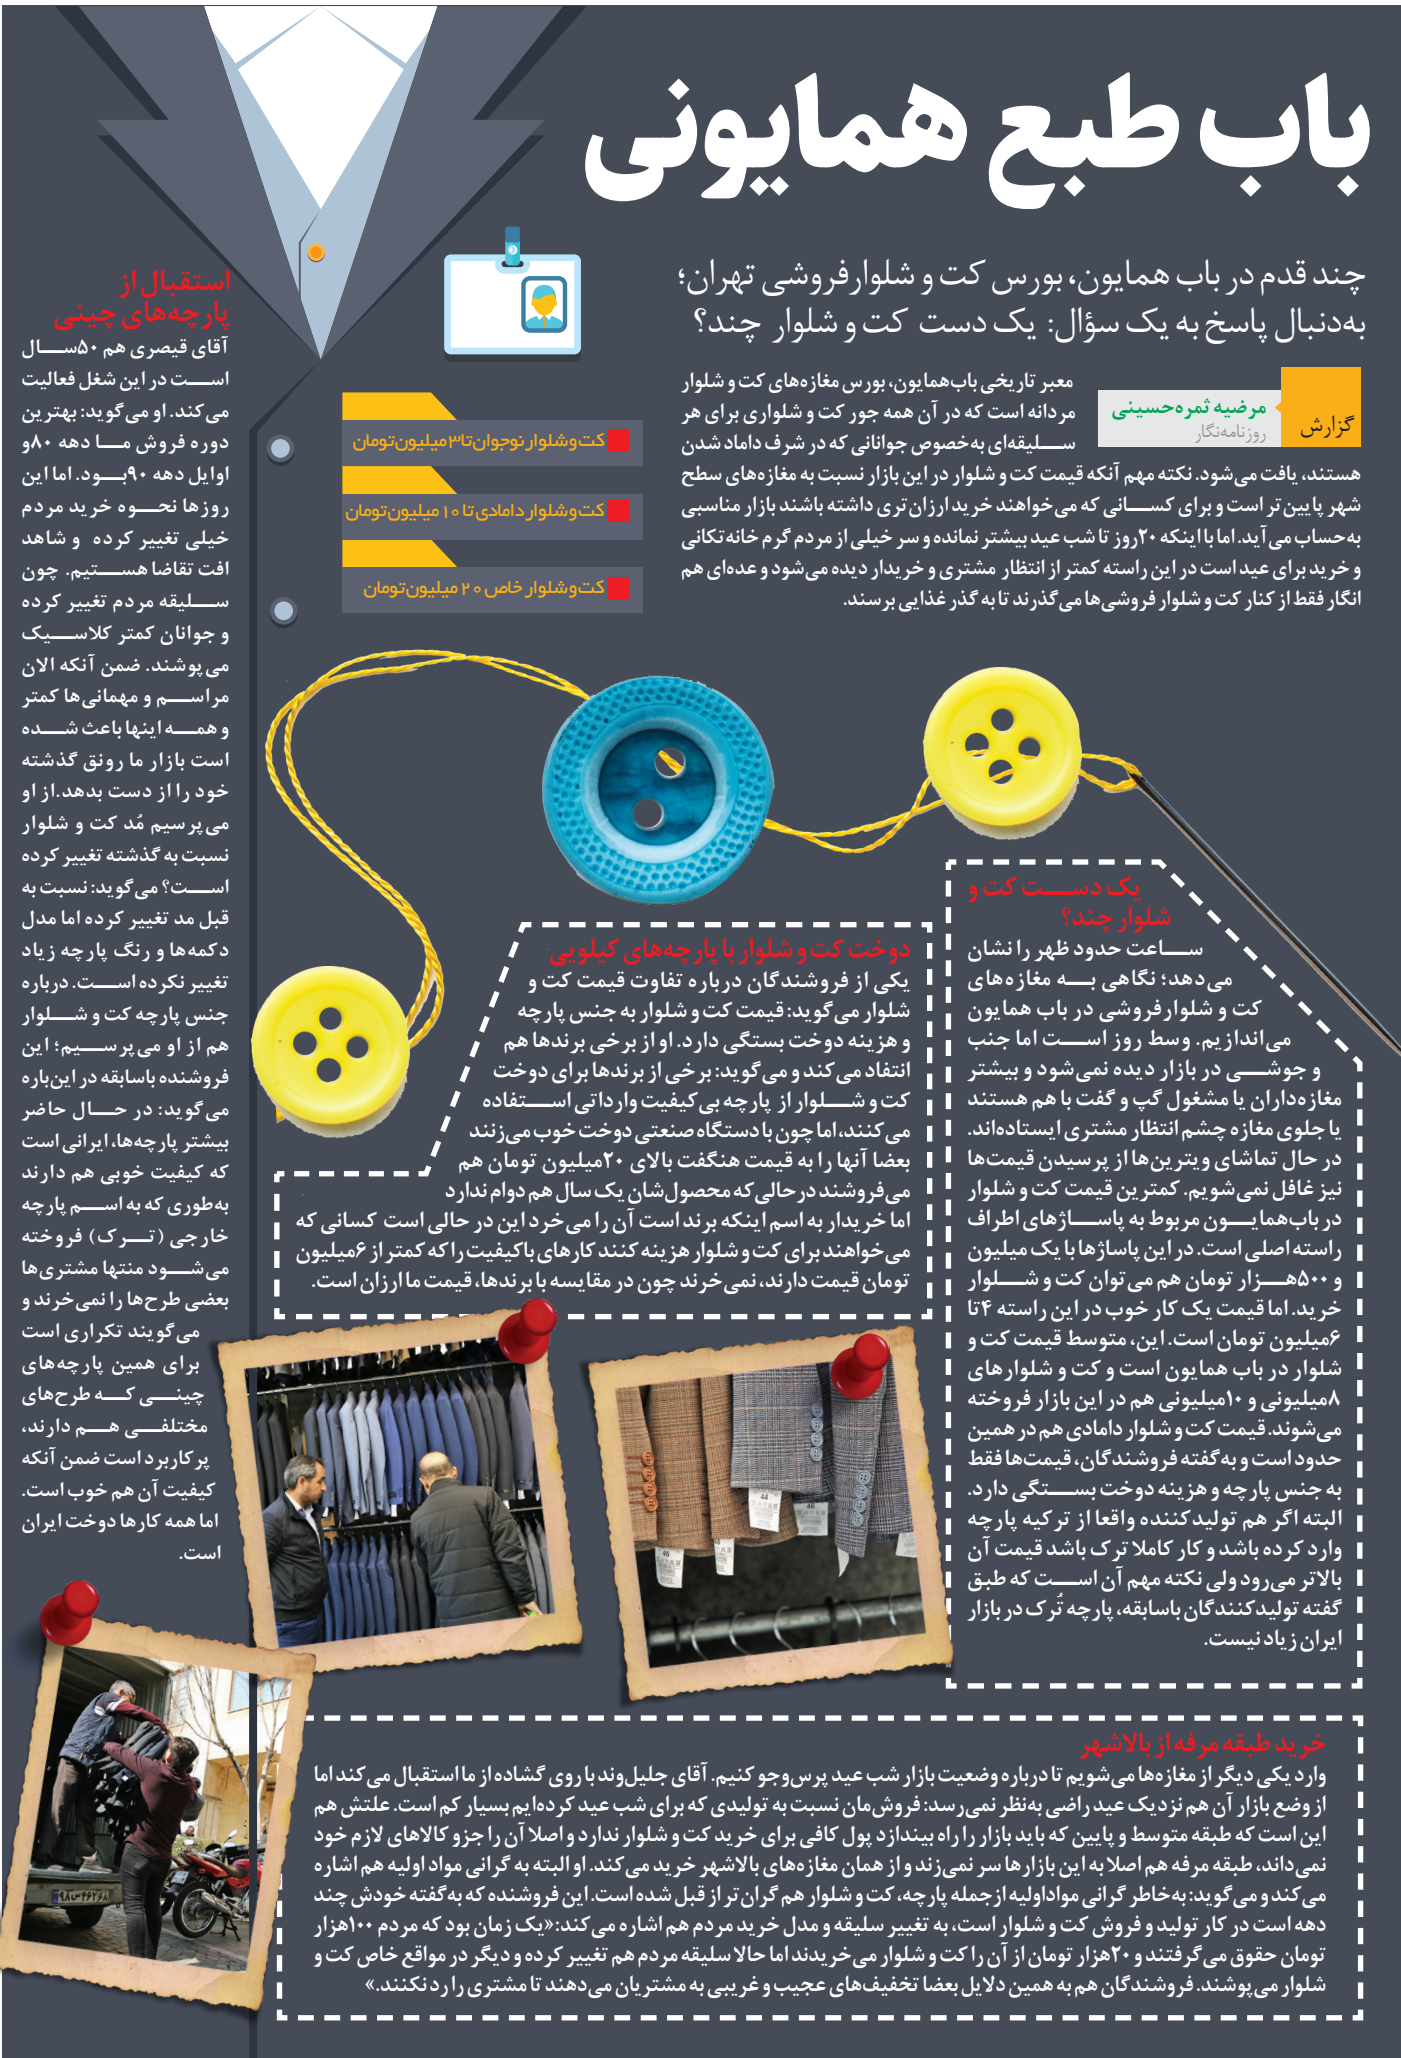 باب طبع همایونی
چند قدم در باب همایون، بورس کت و شلوارفروشی تهران؛
به‌دنبال پاسخ به یک سؤال: یک دست کت و شلوار چند؟
گزارش
مرضیه ثمره‌حسینی
روزنامه‌نگار
معبر تاریخی باب‌همایون، بورس مغازه‌های کت و شلوار
مردانه است که در آن همه جور کت و شلواری برای هر
سلیقه‌ای به‌خصوص جوانانی که در شرف داماد شدن
هستند، یافت می‌شود. نکته مهم آنکه قیمت کت و شلوار در این بازار نسبت به مغازه‌های سطح
شهر پایین‌تر است و برای کسانی که می‌خواهند خرید ارزان‌تری داشته باشند بازار مناسبی
به‌حساب می‌آید. اما با اینکه ۲۰روز تا شب عید بیشتر نمانده و سر خیلی از مردم گرم خانه‌تکانی
و خرید برای عید است در این راسته کمتر از انتظار مشتری و خریدار دیده می‌شود و عده‌ای هم
انگار فقط از کنار کت و شلوار فروشی‌ها می‌گذرند تا به گذر غذایی برسند.
کت‌وشلوار نوجوان تا ۳ میلیون‌تومان
کت‌وشلوار دامادی تا ۱۰ میلیون‌تومان
کت‌وشلوار خاص ۲۰ میلیون‌تومان
یک دست کت و
شلوار چند؟
ساعت حدود ظهر را نشان
می‌دهد؛ نگاهی به مغازه‌های
کت و شلوارفروشی در باب همایون
می‌اندازیم. وسط روز است اما جنب
و جوشی در بازار دیده نمی‌شود و بیشتر
مغازه‌داران یا مشغول گپ و گفت با هم هستند
یا جلوی مغازه چشم انتظار مشتری ایستاده‌اند.
در حال تماشای ویترین‌ها از پرسیدن قیمت‌ها
نیز غافل نمی‌شویم. کمترین قیمت کت و شلوار
در باب‌همایون مربوط به پاساژهای اطراف
راسته اصلی است. در این پاساژها با یک میلیون
و ۵۰۰هزار تومان هم می‌توان کت و شلوار
خرید. اما قیمت یک کار خوب در این راسته ۴تا
۶میلیون تومان است. این، متوسط قیمت کت و
شلوار در باب همایون است و کت و شلوارهای
۸میلیونی و ۱۰میلیونی هم در این بازار فروخته
می‌شوند. قیمت کت و شلوار دامادی هم در همین
حدود است و به‌گفته فروشندگان، قیمت‌ها فقط
به جنس پارچه و هزینه دوخت بستگی دارد.
البته اگر هم تولیدکننده واقعا از ترکیه پارچه
وارد کرده باشد و کار کاملا ترک باشد قیمت آن
بالاتر می‌رود ولی نکته مهم آن است که طبق
گفته تولیدکنندگان باسابقه، پارچه تُرک در بازار
ایران زیاد نیست.
دوخت کت و شلوار با پارچه‌های کیلویی
یکی از فروشندگان درباره تفاوت قیمت کت و
شلوار می‌گوید: قیمت کت و شلوار به جنس پارچه
و هزینه دوخت بستگی دارد. او از برخی برندها هم
انتقاد می‌کند و می‌گوید: برخی از برندها برای دوخت
کت و شلوار از پارچه بی‌کیفیت وارداتی استفاده
می‌کنند، اما چون با دستگاه صنعتی دوخت خوب می‌زنند
بعضا آنها را به قیمت هنگفت بالای ۲۰میلیون تومان هم
می‌فروشند در حالی که محصول‌شان یک سال هم دوام ندارد
اما خریدار به اسم اینکه برند است آن را می‌خرد این در حالی است کسانی که
می‌خواهند برای کت و شلوار هزینه کنند کارهای باکیفیت را که کمتر از ۶میلیون
تومان قیمت دارند، نمی‌خرند چون در مقایسه با برندها، قیمت ما ارزان است.
استقبال از
پارچه‌های چینی
آقای قیصری هم ۵۰سال
است در این شغل فعالیت
می‌کند. او می‌گوید: بهترین
دوره فروش ما دهه ۸۰و
اوایل دهه ۹۰بود. اما این
روزها نحوه خرید مردم
خیلی تغییر کرده و شاهد
افت تقاضا هستیم. چون
سلیقه مردم تغییر کرده
و جوانان کمتر کلاسیک
می‌پوشند. ضمن آنکه الان
مراسم و مهمانی‌ها کمتر
و همه اینها باعث شده
است بازار ما رونق گذشته
خود را از دست بدهد.از او
می‌پرسیم مُد کت و شلوار
نسبت به گذشته تغییر کرده
است؟ می‌گوید: نسبت به
قبل مد تغییر کرده اما مدل
دکمه‌ها و رنگ پارچه زیاد
تغییر نکرده است. درباره
جنس پارچه کت و شلوار
هم از او می‌پرسیم؛ این
فروشنده باسابقه در این‌باره
می‌گوید: در حال حاضر
بیشتر پارچه‌ها، ایرانی است
که کیفیت خوبی هم دارند
به‌طوری که به اسم پارچه
خارجی (ترک) فروخته
می‌شود منتها مشتری‌ها
بعضی طرح‌ها را نمی‌خرند و
می‌گویند تکراری است
برای همین پارچه‌های
چینی که طرح‌های
مختلفی هم دارند،
پرکاربرد است ضمن آنکه
کیفیت آن هم خوب است.
اما همه کارها دوخت ایران
است.
خرید طبقه مرفه از بالاشهر
وارد یکی دیگر از مغازه‌ها می‌شویم تا درباره وضعیت بازار شب عید پرس‌وجو کنیم. آقای جلیل‌وند با روی گشاده از ما استقبال می‌کند اما
از وضع بازار آن هم نزدیک عید راضی به‌نظر نمی‌رسد: فروش‌مان نسبت به تولیدی که برای شب عید کرده‌ایم بسیار کم است. علتش هم
این است که طبقه متوسط و پایین که باید بازار را راه بیندازد پول کافی برای خرید کت و شلوار ندارد و اصلا آن را جزو کالاهای لازم خود
نمی‌داند، طبقه مرفه هم اصلا به این بازارها سر نمی‌زند و از همان مغازه‌های بالاشهر خرید می‌کند. او البته به گرانی مواد اولیه هم اشاره
می‌کند و می‌گوید: به‌خاطر گرانی مواداولیه ازجمله پارچه، کت و شلوار هم گران‌تر از قبل شده است. این فروشنده که به‌گفته خودش چند
دهه است در کار تولید و فروش کت و شلوار است، به تغییر سلیقه و مدل خرید مردم هم اشاره می‌کند:«یک زمان بود که مردم ۱۰۰هزار
تومان حقوق می‌گرفتند و ۲۰هزار تومان از آن را کت و شلوار می‌خریدند اما حالا سلیقه مردم هم تغییر کرده و دیگر در مواقع خاص کت و
شلوار می‌پوشند. فروشندگان هم به همین دلایل بعضا تخفیف‌های عجیب و غریبی به مشتریان می‌دهند تا مشتری را رد نکنند.»
46
44
48